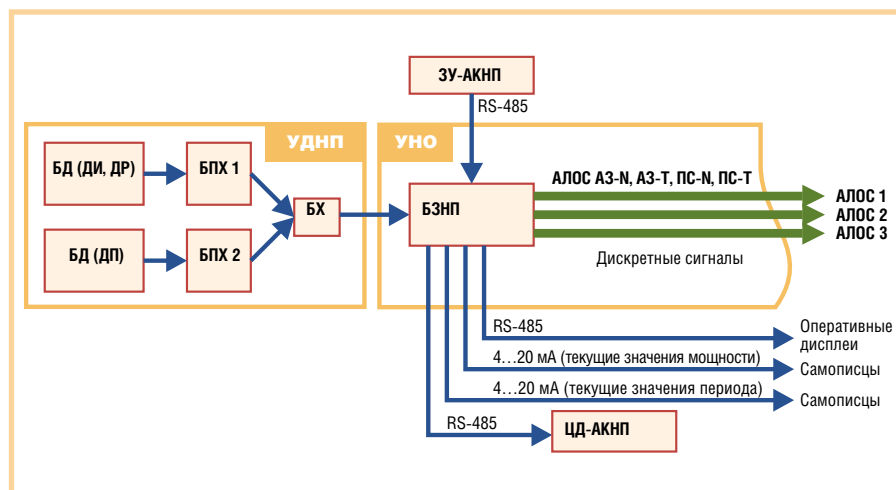 ЗУ-АКНП
RS-485
УДНП
УНО
БД (ДИ, ДР)
БПХ 1
БХ
БД (ДП)
БПХ 2
БЗНП
АЛОС АЗ-N, АЗ-Т, ПС-N, ПС-Т
АЛОС 1
АЛОС 2
АЛОС 3
Дискретные сигналы
RS-485
Оперативные
дисплеи
4…20 мА (текущие значения мощности)
Самописцы
4…20 мА (текущие значения периода)
Самописцы
RS-485
ЦД-АКНП